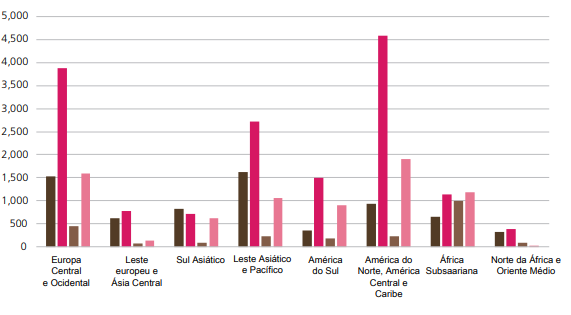 5,000
4,500
4,000
3,500
3,000
2,500
2,000
1,500
1,000
500
0
Europa
Central
e Ocidental
Leste
europeu e
Ásia Central
Sul Asiático
Leste Asiático
e Pacífico
América
do Sul
América do
Norte, América
Central e
Caribe
África
Subsaariana
Norte da África e
Oriente Médio